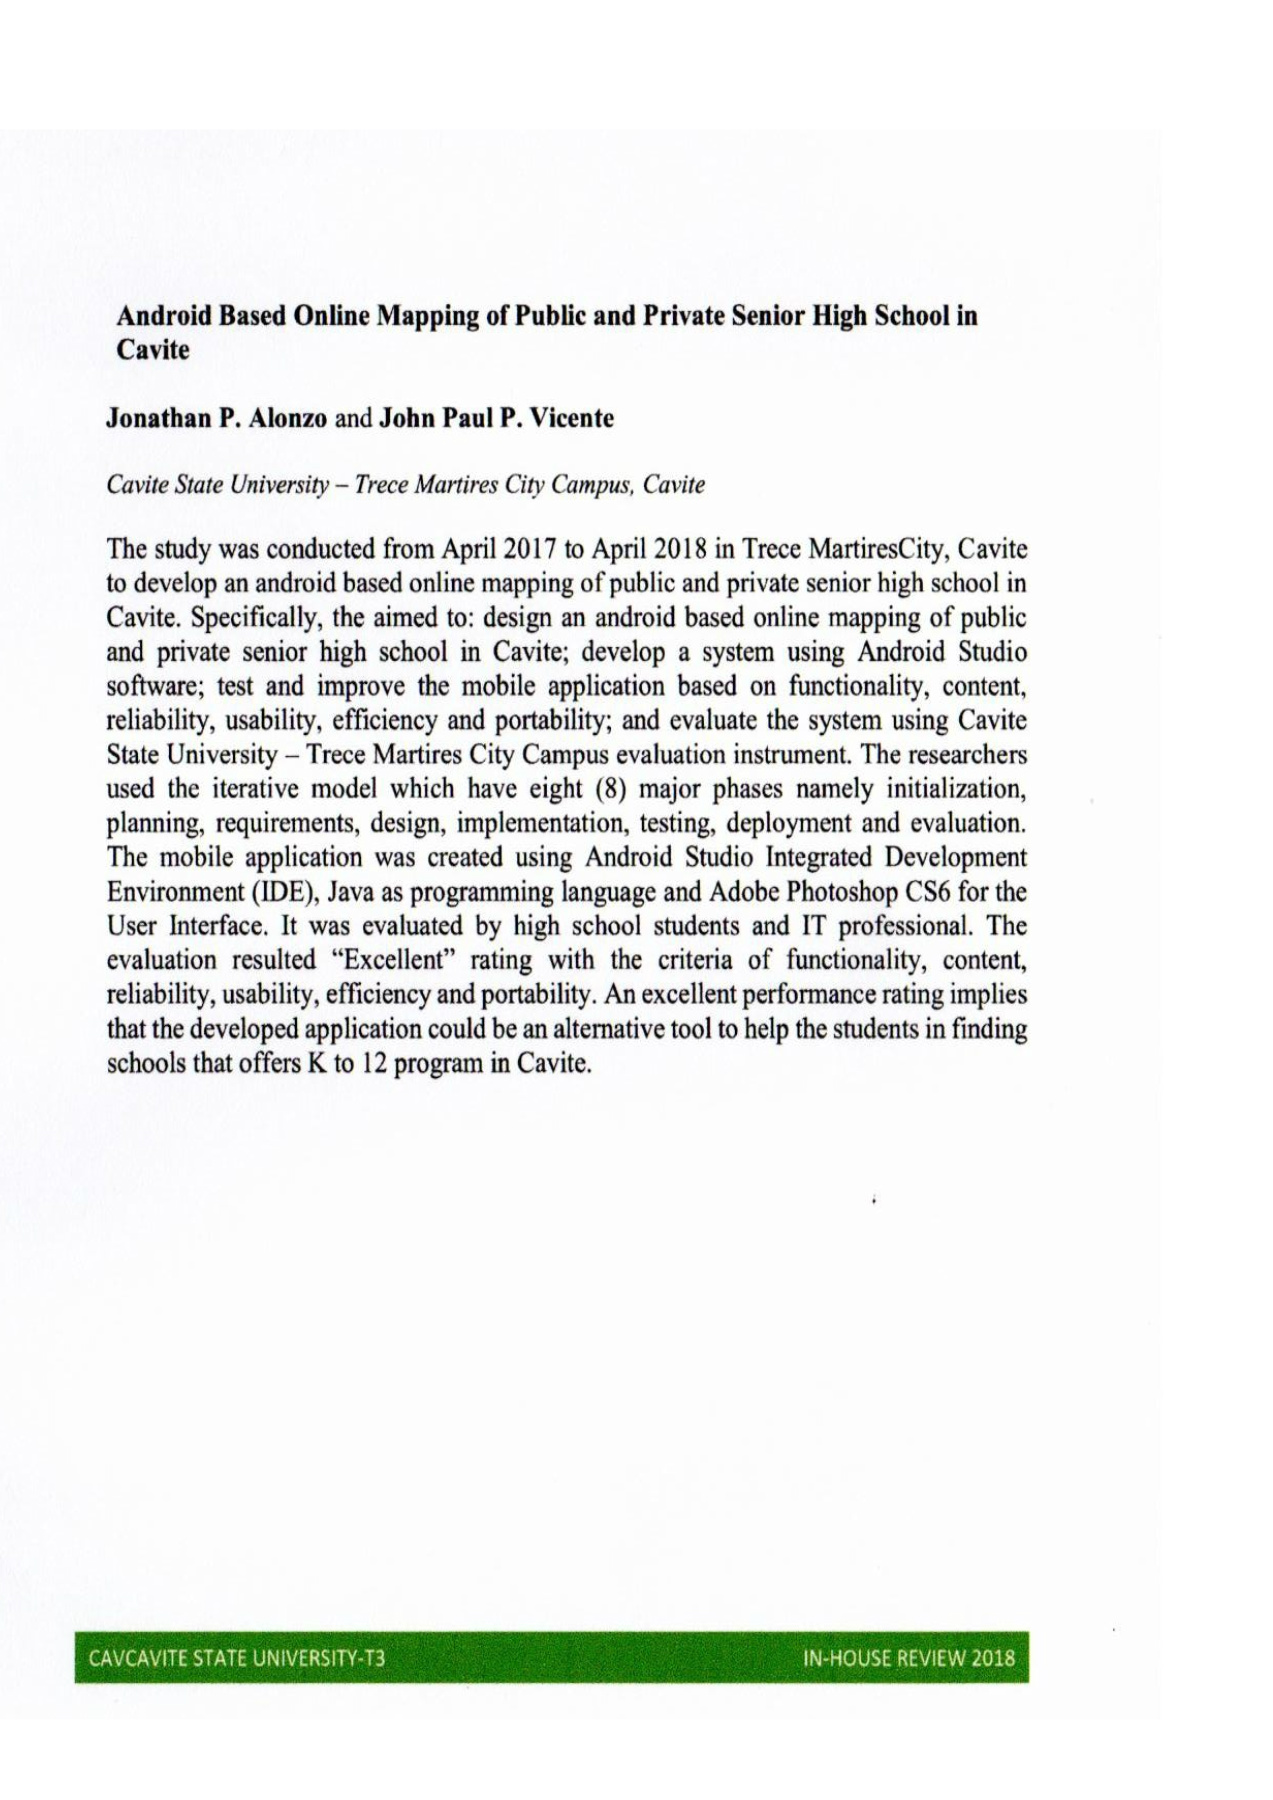 Android Based Online Mapping of Public and Private Senior High School in
Cavite
Jonathan P. Alonzo and John Paul P. Vicente
Cavite State University – Trece Martires City Campus, Cavite
The study was conducted from April 2017 to April 2018 in Trece MartiresCity, Cavite
to develop an android based online mapping of public and private senior high school in
Cavite. Specifically, the aimed to: design an android based online mapping of public
and private senior high school in Cavite; develop a system using Android Studio
software; test and improve the mobile application based on functionality, content,
reliability, usability, efficiency and portability; and evaluate the system using Cavite
State University – Trece Martires City Campus evaluation instrument. The researchers
used the iterative model which have eight (8) major phases namely initialization,
planning, requirements, design, implementation, testing, deployment and evaluation.
The mobile application was created using Android Studio Integrated Development
Environment (IDE), Java as programming language and Adobe Photoshop CS6 for the
User Interface. It was evaluated by high school students and IT professional. The
evaluation resulted “Excellent” rating with the criteria of functionality, content,
reliability, usability, efficiency and portability. An excellent performance rating implies
that the developed application could be an alternative tool to help the students in finding
schools that offers K to 12 program in Cavite.
CAVCAVITE STATE UNIVERSITY-T3 IN-HOUSE REVIEW 2018